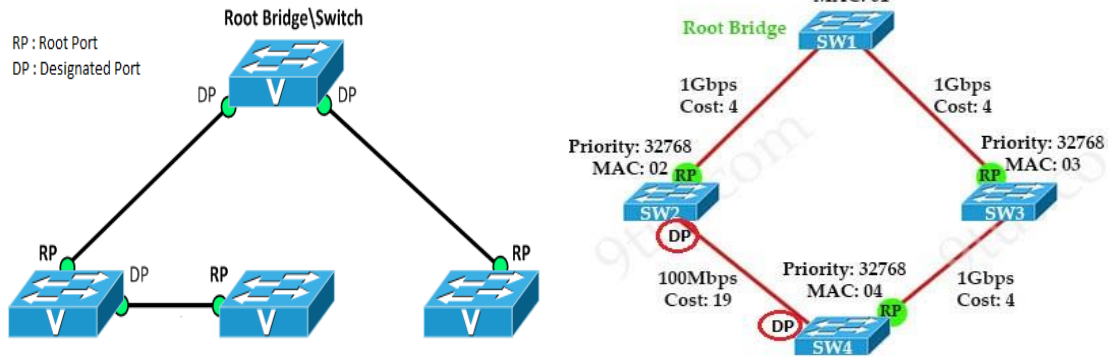 Root Bridge\Switch
RP : Root Port
DP : Designated Port
DP
DP
V
RP
DP
RP
RP
V
V
V
Root Bridge
SW1
1Gbps
Cost: 4
1Gbps
Cost: 4
Priority: 32768
MAC: 02
Priority: 32768
MAC: 03
RP
RP
SW2
SW3
DP
100Mbps
Cost: 19
Priority: 32768
MAC: 04
1Gbps
Cost: 4
RP
DP
SW4